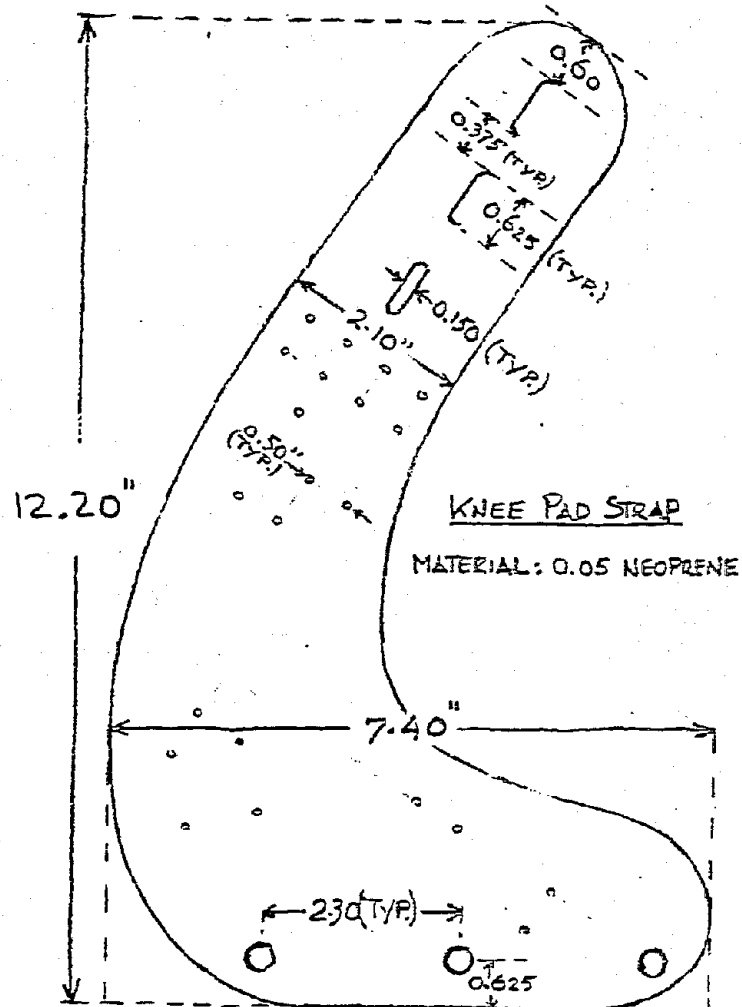 0.60
0.375 (TYP.)
0.625 (TYP.)
0.150 (TYP.)
2.10"
0.50"
(TYP.)
12.20"
KNEE PAD STRAP
MATERIAL: 0.05 NEOPRENE
7.40"
2.30 (TYP.)
0.625